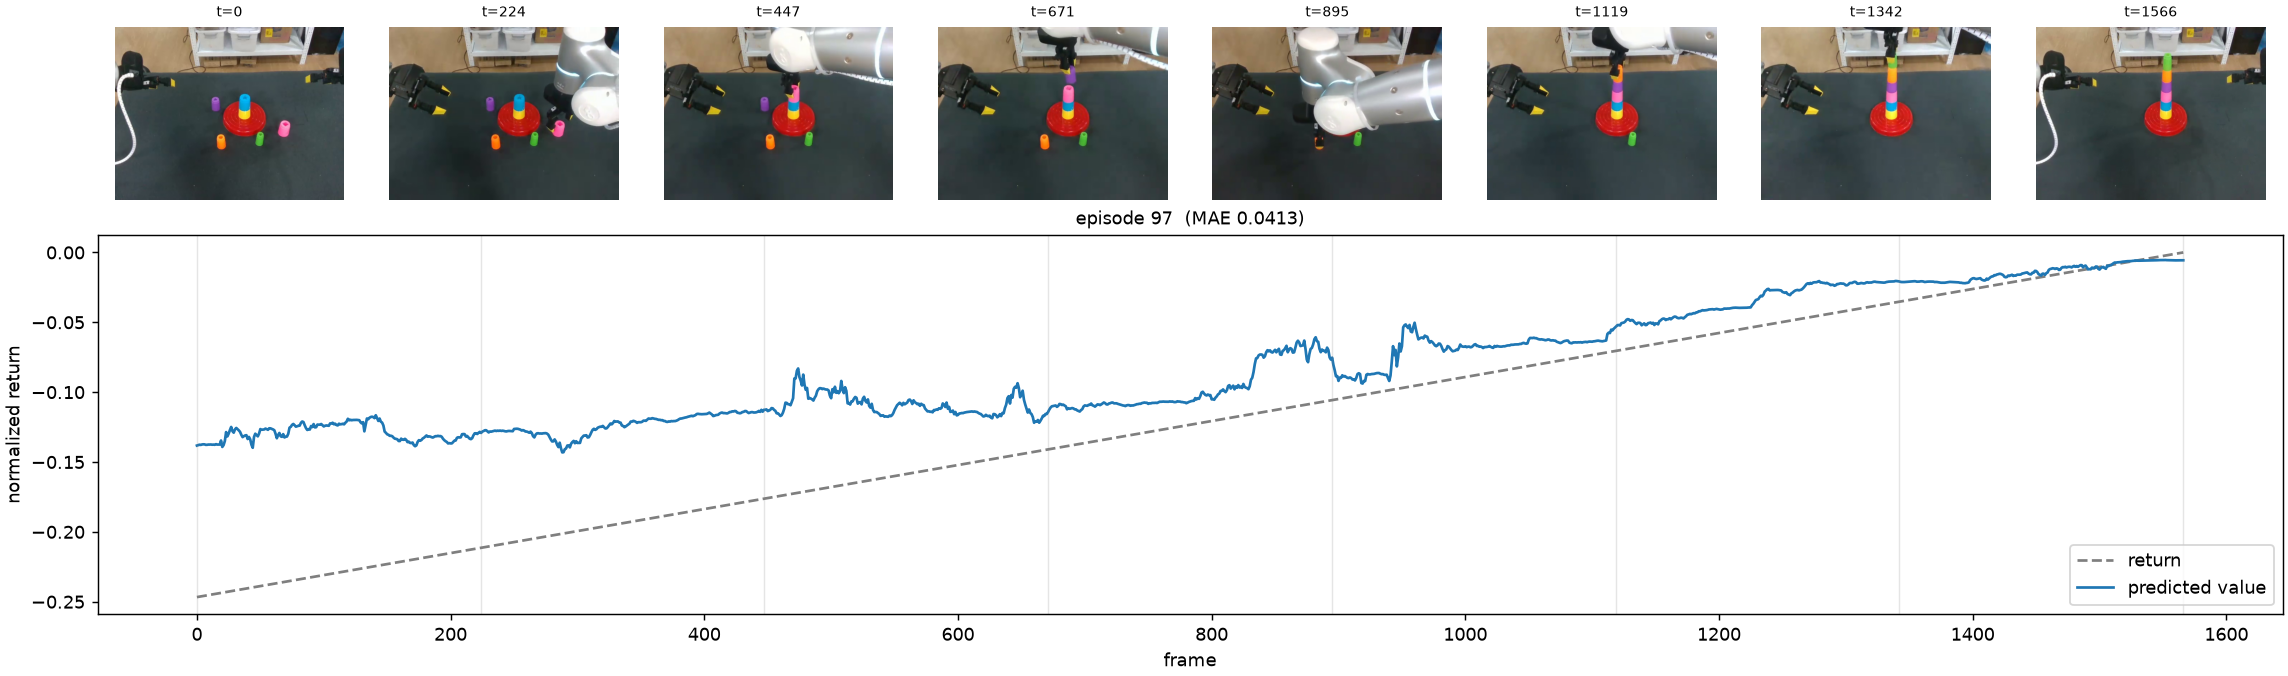 t=0 t=224 t=447 t=671 t=895 t=1119 t=1342 t=1566
episode 97 (MAE 0.0413)
0.00
−0.05
−0.10
−0.15
−0.20
−0.25
normalized return
0 200 400 600 800 1000 1200 1400 1600
frame
return
predicted value